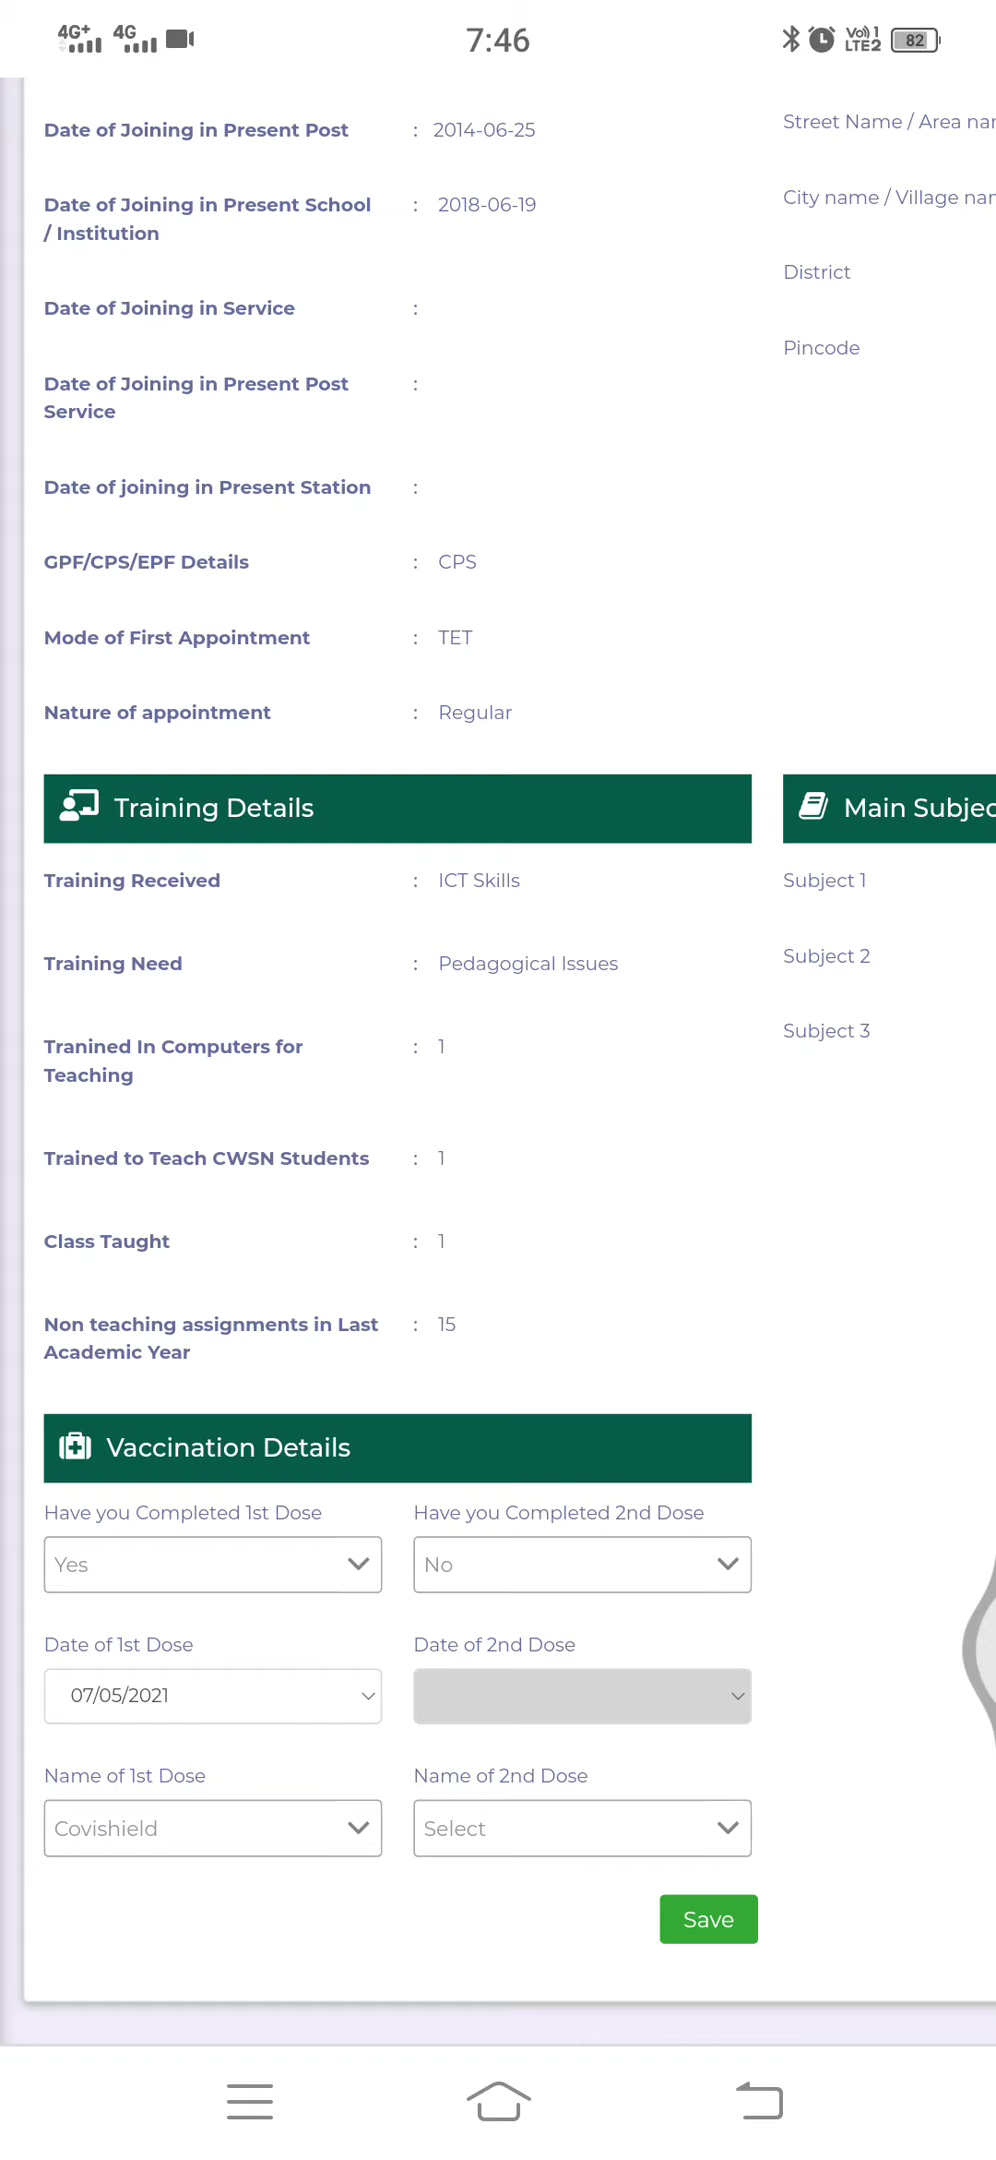 4G+ 4G 7:46 Vo)) 1 LTE2 82
Date of Joining in Present Post : 2014-06-25
Street Name / Area nam
Date of Joining in Present School : 2018-06-19
/ Institution
City name / Village nam
Date of Joining in Service :
District
Date of Joining in Present Post :
Service
Pincode
Date of joining in Present Station :
GPF/CPS/EPF Details : CPS
Mode of First Appointment : TET
Nature of appointment : Regular
Training Details
Main Subjec
Training Received : ICT Skills
Subject 1
Training Need : Pedagogical Issues
Subject 2
Tranined In Computers for : 1
Teaching
Subject 3
Trained to Teach CWSN Students : 1
Class Taught : 1
Non teaching assignments in Last : 15
Academic Year
Vaccination Details
Have you Completed 1st Dose
Have you Completed 2nd Dose
Yes
No
Date of 1st Dose
Date of 2nd Dose
07/05/2021
Name of 1st Dose
Name of 2nd Dose
Covishield
Select
Save